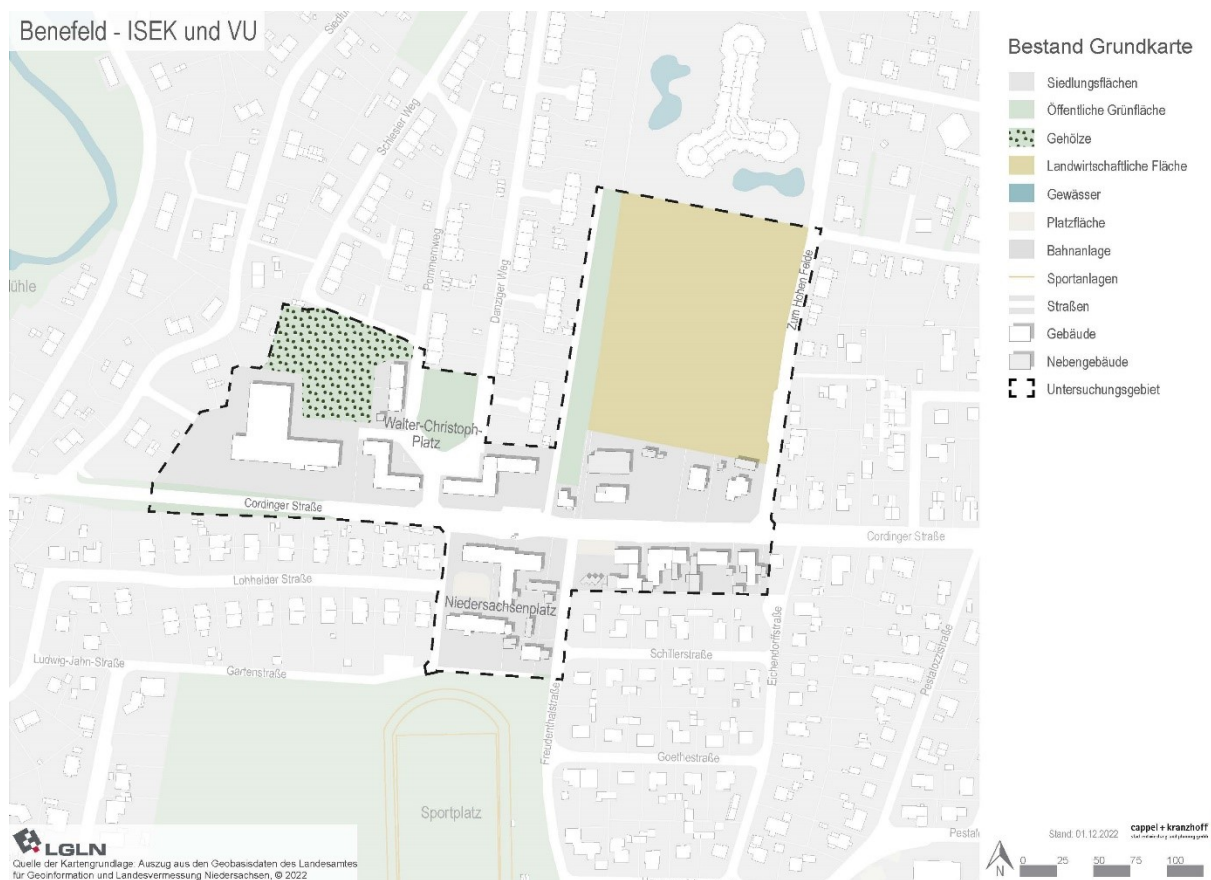 Benefeld - ISEK und VU
Bestand Grundkarte
Siedlungsflächen
Öffentliche Grünfläche
Gehölze
Landwirtschaftliche Fläche
Gewässer
Platzfläche
Bahnanlage
Sportanlagen
Straßen
Gebäude
Nebengebäude
Untersuchungsgebiet
Schlesier Weg
Pommernweg
Danziger Weg
Zum Hohen Felde
Walter-Christoph-
Platz
Cordinger Straße
Cordinger Straße
Lohheider Straße
Niedersachsenplatz
Ludwig-Jahn-Straße
Gartenstraße
Schillerstraße
Eichendorffstraße
Pestalozzistraße
Freudenthalstraße
Goethestraße
Sportplatz
LGLN
Quelle der Kartengrundlage: Auszug aus den Geobasisdaten des Landesamtes
für Geoinformation und Landesvermessung Niedersachsen, © 2022
Stand: 01.12.2022
cappel + kranzhoff
N
0 25 50 75 100